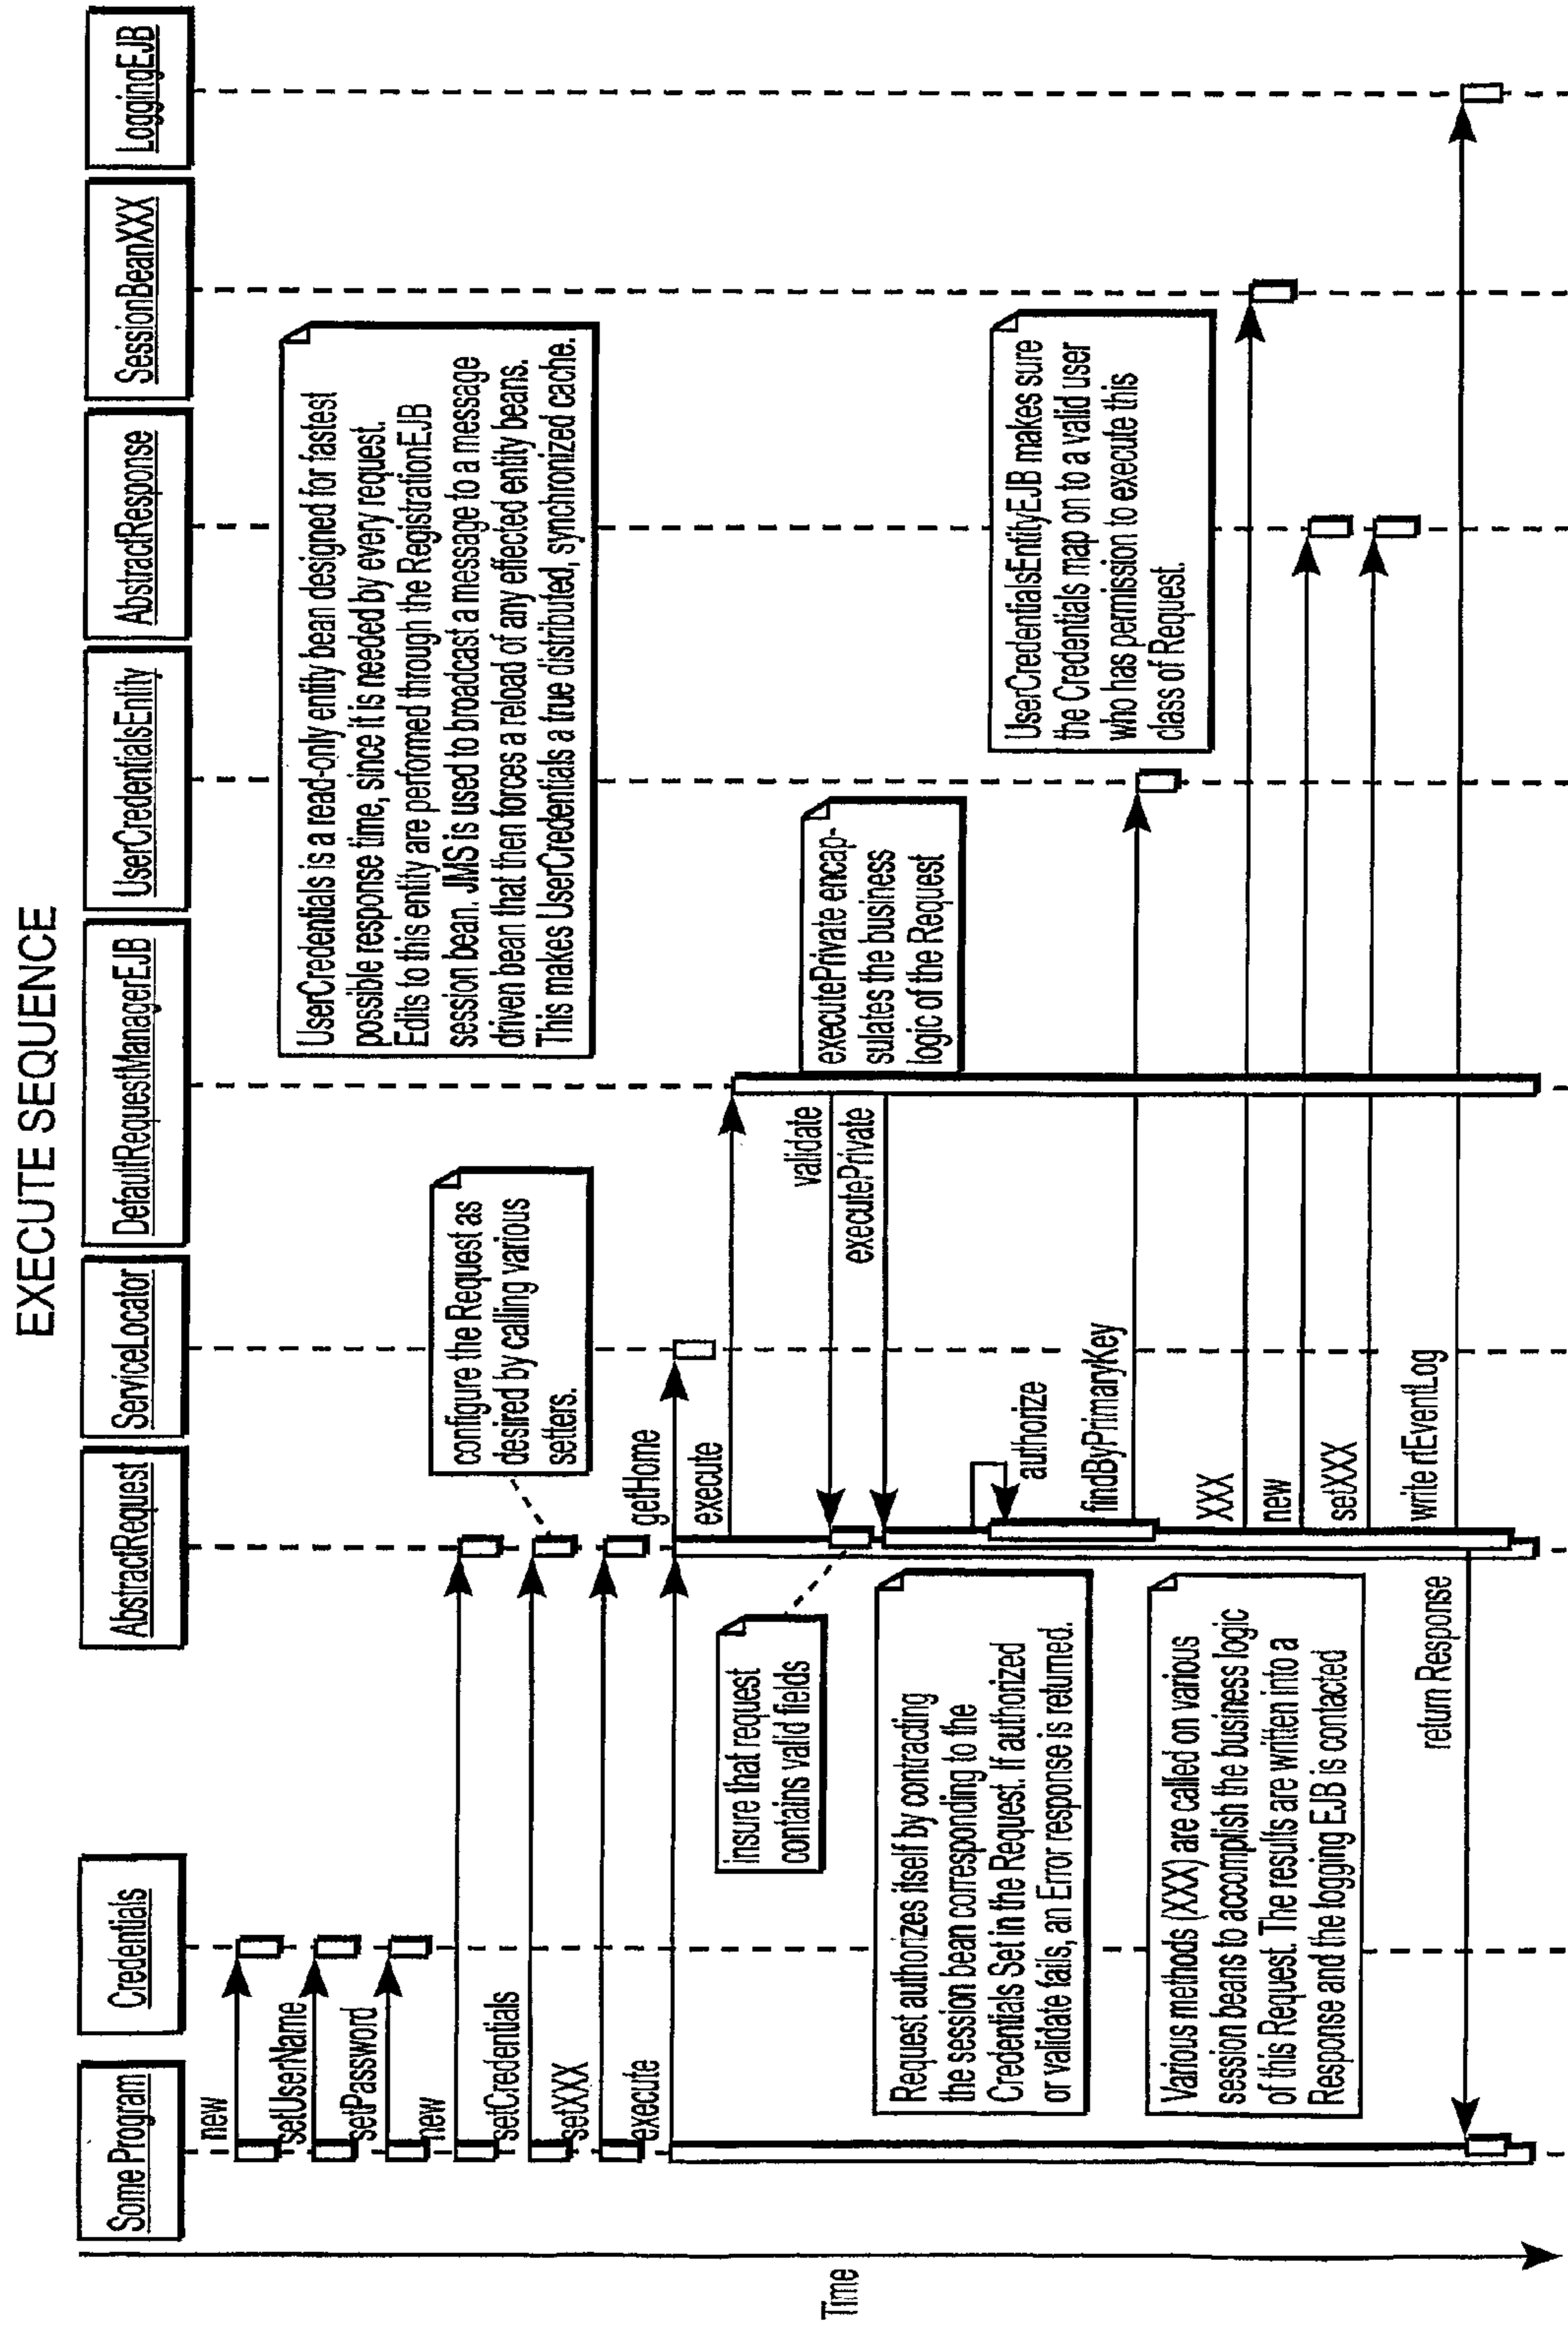 EXECUTE SEQUENCE
Some Program
Credentials
AbstractRequest
ServiceLocator
DefaultRequestManagerEJB
UserCredentialsEntity
AbstractResponse
SessionBeanXXX
LoggingEJB
Time
new
setUserName
setPassword
new
setCredentials
setXXX
execute
UserCredentials is a read-only entity bean designed for fastest
possible response time, since it is needed by every request.
Edits to this entity are performed through the RegistrationEJB
session bean. JMS is used to broadcast a message to a message
driven bean that then forces a reload of any effected entity beans.
This makes UserCredentials a true distributed, synchronized cache.
configure the Request as
desired by calling various
setters.
getHome
execute
insure that request
contains valid fields
validate
executePrivate
executePrivate encap-
sulates the business
logic of the Request
Request authorizes itself by contracting
the session bean corresponding to the
Credentials Set in the Request. If authorized
or validate fails, an Error response is returned.
authorize
findByPrimaryKey
UserCredentialsEntityEJB makes sure
the Credentials map on to a valid user
who has permission to execute this
class of Request.
Various methods (XXX) are called on various
session beans to accomplish the business logic
of this Request. The results are written into a
Response and the logging EJB is contacted
XXX
new
setXXX
write rtEventLog
return Response